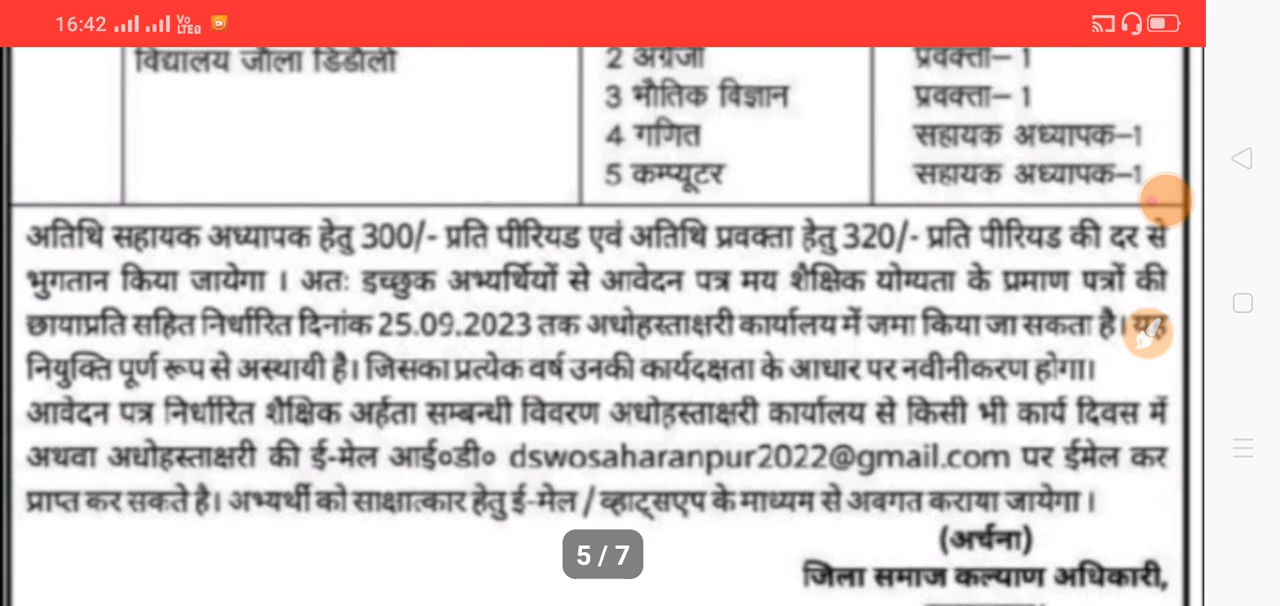 16:42 Vo LTE
विद्यालय जौला डिडौली 2 अंग्रेजी प्रवक्ता– 1
3 भौतिक विज्ञान प्रवक्ता– 1
4 गणित सहायक अध्यापक–1
5 कम्प्यूटर सहायक अध्यापक–1
अतिथि सहायक अध्यापक हेतु 300/- प्रति पीरियड एवं अतिथि प्रवक्ता हेतु 320/- प्रति पीरियड की दर से
भुगतान किया जायेगा । अतः इच्छुक अभ्यर्थियों से आवेदन पत्र मय शैक्षिक योग्यता के प्रमाण पत्रों की
छायाप्रति सहित निर्धारित दिनांक 25.09.2023 तक अधोहस्ताक्षरी कार्यालय में जमा किया जा सकता है। यह
नियुक्ति पूर्ण रूप से अस्थायी है। जिसका प्रत्येक वर्ष उनकी कार्यदक्षता के आधार पर नवीनीकरण होगा।
आवेदन पत्र निर्धारित शैक्षिक अर्हता सम्बन्धी विवरण अधोहस्ताक्षरी कार्यालय से किसी भी कार्य दिवस में
अथवा अधोहस्ताक्षरी की ई-मेल आई०डी० dswosaharanpur2022@gmail.com पर ईमेल कर
प्राप्त कर सकते है। अभ्यर्थी को साक्षात्कार हेतु ई-मेल / व्हाट्सएप के माध्यम से अवगत कराया जायेगा ।
(अर्चना)
5 / 7
जिला समाज कल्याण अधिकारी,